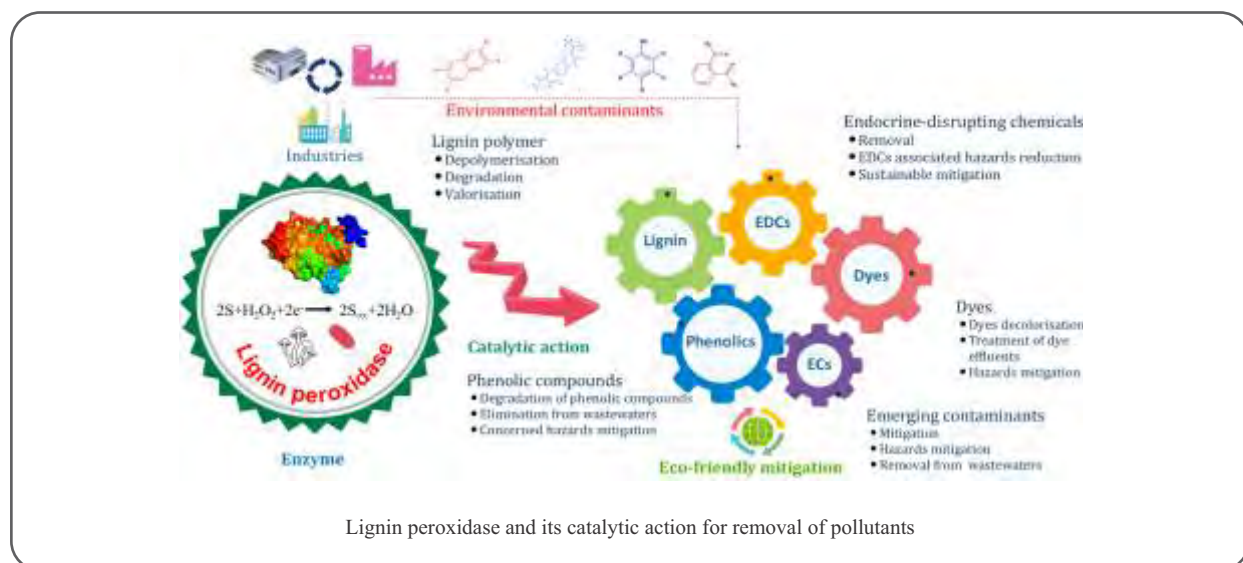 Environmental contaminants
Industries
Lignin polymer
• Depolymerisation
• Degradation
• Valorisation
Endocrine-disrupting chemicals
• Removal
• EDCs associated hazards reduction
• Sustainable mitigation
Lignin
EDCs
Dyes
Phenolics
ECs
2S+H₂O₂+2e⁻ → 2Sₒₓ+2H₂O
Lignin peroxidase
Enzyme
Catalytic action
Phenolic compounds
• Degradation of phenolic compounds
• Elimination from wastewaters
• Concerned hazards mitigation
Dyes
• Dyes decolorisation
• Treatment of dye
effluents
• Hazards mitigation
Emerging contaminants
• Mitigation
• Hazards mitigation
• Removal from wastewaters
Eco-friendly mitigation
Lignin peroxidase and its catalytic action for removal of pollutants